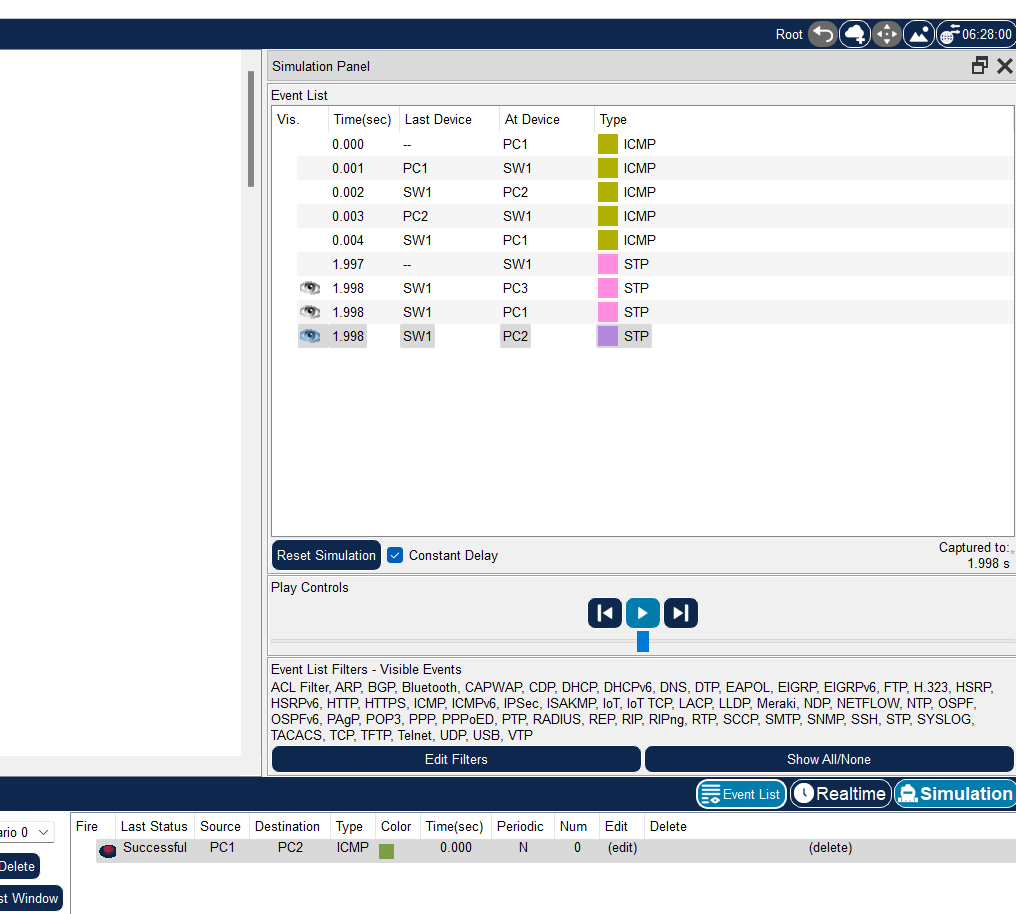 Root 06:28:00
Simulation Panel
Event List
Vis. Time(sec) Last Device At Device Type
0.000 -- PC1 ICMP
0.001 PC1 SW1 ICMP
0.002 SW1 PC2 ICMP
0.003 PC2 SW1 ICMP
0.004 SW1 PC1 ICMP
1.997 -- SW1 STP
1.998 SW1 PC3 STP
1.998 SW1 PC1 STP
1.998 SW1 PC2 STP
Reset Simulation Constant Delay
Captured to:
1.998 s
Play Controls
Event List Filters - Visible Events
ACL Filter, ARP, BGP, Bluetooth, CAPWAP, CDP, DHCP, DHCPv6, DNS, DTP, EAPOL, EIGRP, EIGRPv6, FTP, H.323, HSRP,
HSRPv6, HTTP, HTTPS, ICMP, ICMPv6, IPSec, ISAKMP, IoT, IoT TCP, LACP, LLDP, Meraki, NDP, NETFLOW, NTP, OSPF,
OSPFv6, PAgP, POP3, PPP, PPPoED, PTP, RADIUS, REP, RIP, RIPng, RTP, SCCP, SMTP, SNMP, SSH, STP, SYSLOG,
TACACS, TCP, TFTP, Telnet, UDP, USB, VTP
Edit Filters Show All/None
Event List Realtime Simulation
ario 0
Delete
st Window
Fire Last Status Source Destination Type Color Time(sec) Periodic Num Edit Delete
Successful PC1 PC2 ICMP 0.000 N 0 (edit) (delete)